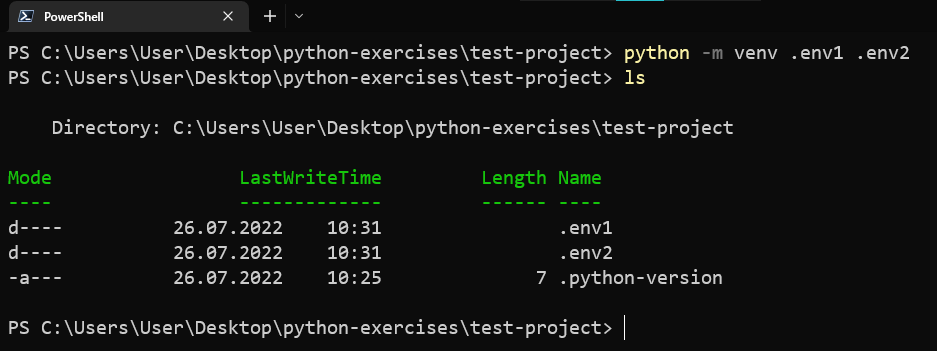 PowerShell
PS C:\Users\User\Desktop\python-exercises\test-project> python -m venv .env1 .env2
PS C:\Users\User\Desktop\python-exercises\test-project> ls
Directory: C:\Users\User\Desktop\python-exercises\test-project
Mode LastWriteTime Length Name
---- ------------- ------ ----
d---- 26.07.2022 10:31 .env1
d---- 26.07.2022 10:31 .env2
-a--- 26.07.2022 10:25 7 .python-version
PS C:\Users\User\Desktop\python-exercises\test-project>